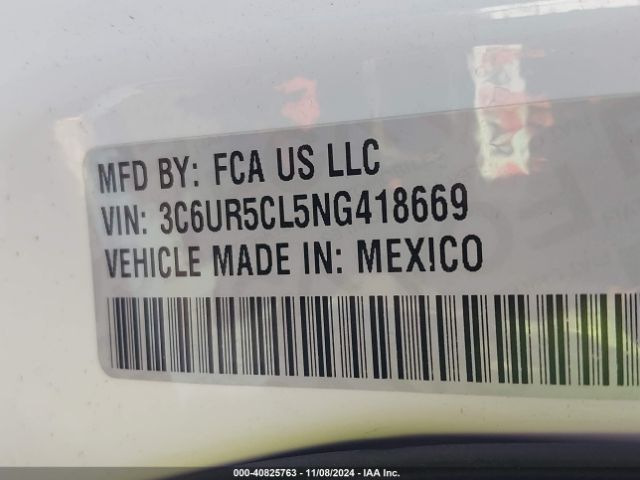 MFD BY: FCA US LLC
VIN: 3C6UR5CL5NG418669
VEHICLE MADE IN: MEXICO
000-40825763 - 11/08/2024 - IAA Inc.